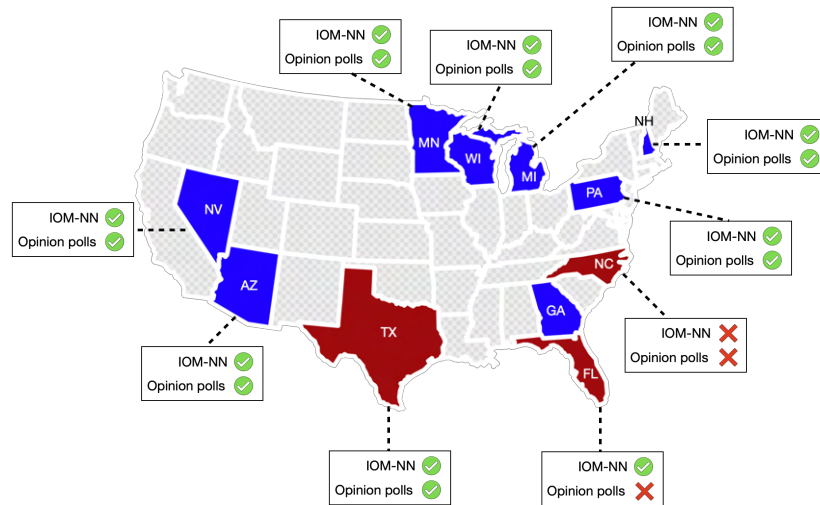 IOM-NN
Opinion polls
IOM-NN
Opinion polls
IOM-NN
Opinion polls
NH
IOM-NN
Opinion polls
MN
WI
MI
PA
NV
IOM-NN
Opinion polls
IOM-NN
Opinion polls
AZ
NC
GA
TX
IOM-NN
Opinion polls
FL
IOM-NN
Opinion polls
IOM-NN
Opinion polls
IOM-NN
Opinion polls